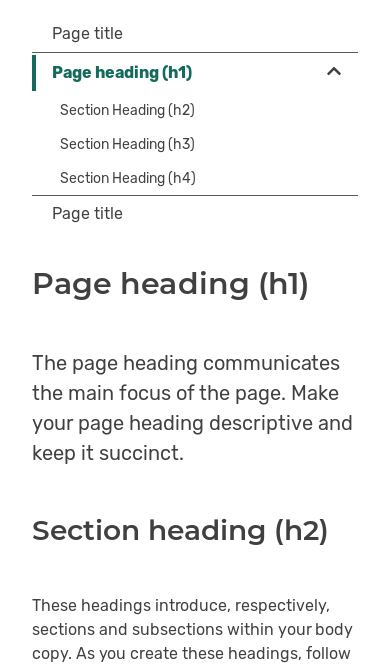 Page title
Page heading (h1)
Section Heading (h2)
Section Heading (h3)
Section Heading (h4)
Page title
Page heading (h1)
The page heading communicates
the main focus of the page. Make
your page heading descriptive and
keep it succinct.
Section heading (h2)
These headings introduce, respectively,
sections and subsections within your body
copy. As you create these headings, follow